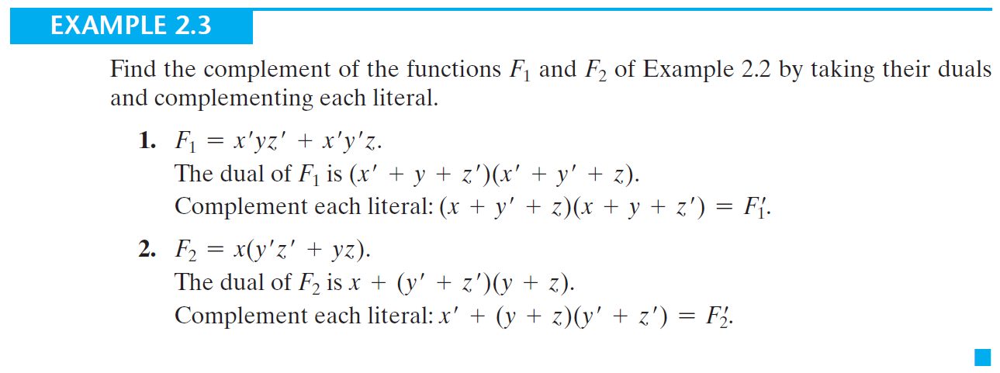 EXAMPLE 2.3
Find the complement of the functions F₁ and F₂ of Example 2.2 by taking their duals
and complementing each literal.
1. F₁ = x'yz' + x'y'z.
The dual of F₁ is (x' + y + z')(x' + y' + z).
Complement each literal: (x + y' + z)(x + y + z') = F₁'.
2. F₂ = x(y'z' + yz).
The dual of F₂ is x + (y' + z')(y + z).
Complement each literal: x' + (y + z)(y' + z') = F₂'.